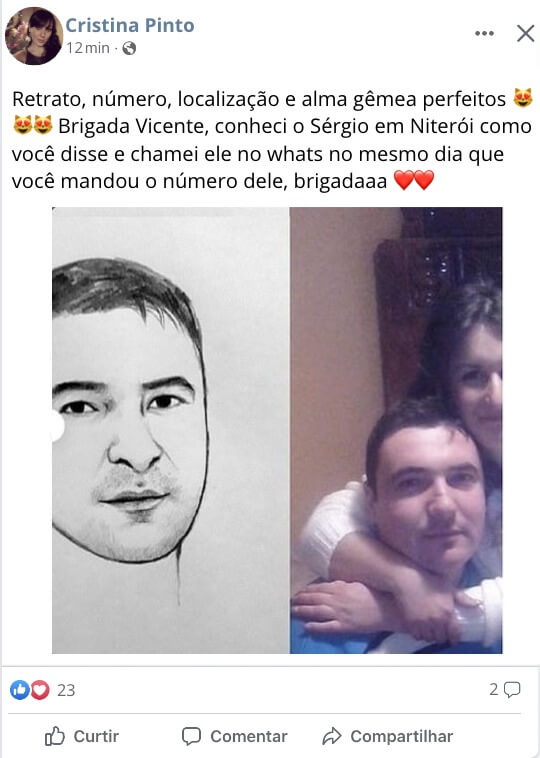 Cristina Pinto
12 min ·
Retrato, número, localização e alma gêmea perfeitos 😻
😻😻 Brigada Vicente, conheci o Sérgio em Niterói como
você disse e chamei ele no whats no mesmo dia que
você mandou o número dele, brigadaaa ❤️❤️
23
2
Curtir
Comentar
Compartilhar